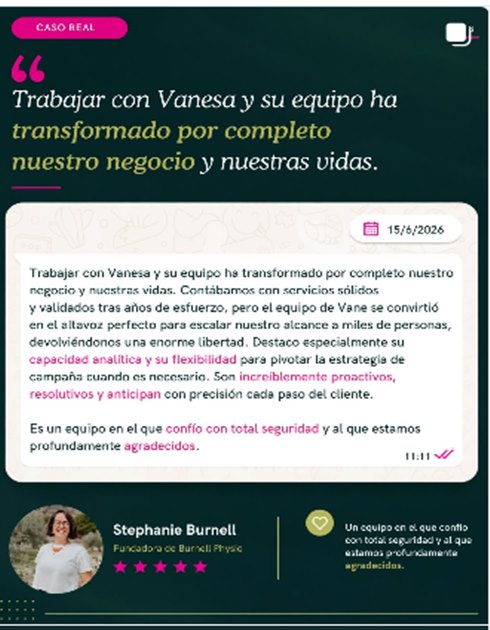 CASO REAL
“
Trabajar con Vanesa y su equipo ha
transformado por completo
nuestro negocio y nuestras vidas.
15/6/2026
Trabajar con Vanesa y su equipo ha transformado por completo nuestro
negocio y nuestras vidas. Contábamos con servicios sólidos
y validados tras años de esfuerzo, pero el equipo de Vane se convirtió
en el altavoz perfecto para escalar nuestro alcance a miles de personas,
devolviéndonos una enorme libertad. Destaco especialmente su
capacidad analítica y su flexibilidad para pivotar la estrategia de
campaña cuando es necesario. Son increíblemente proactivos,
resolutivos y anticipan con precisión cada paso del cliente.
Es un equipo en el que confío con total seguridad y al que estamos
profundamente agradecidos.
11:11
Stephanie Burnell
Fundadora de Burnell Physio
Un equipo en el que confío
con total seguridad y al que
estamos profundamente
agradecidos.